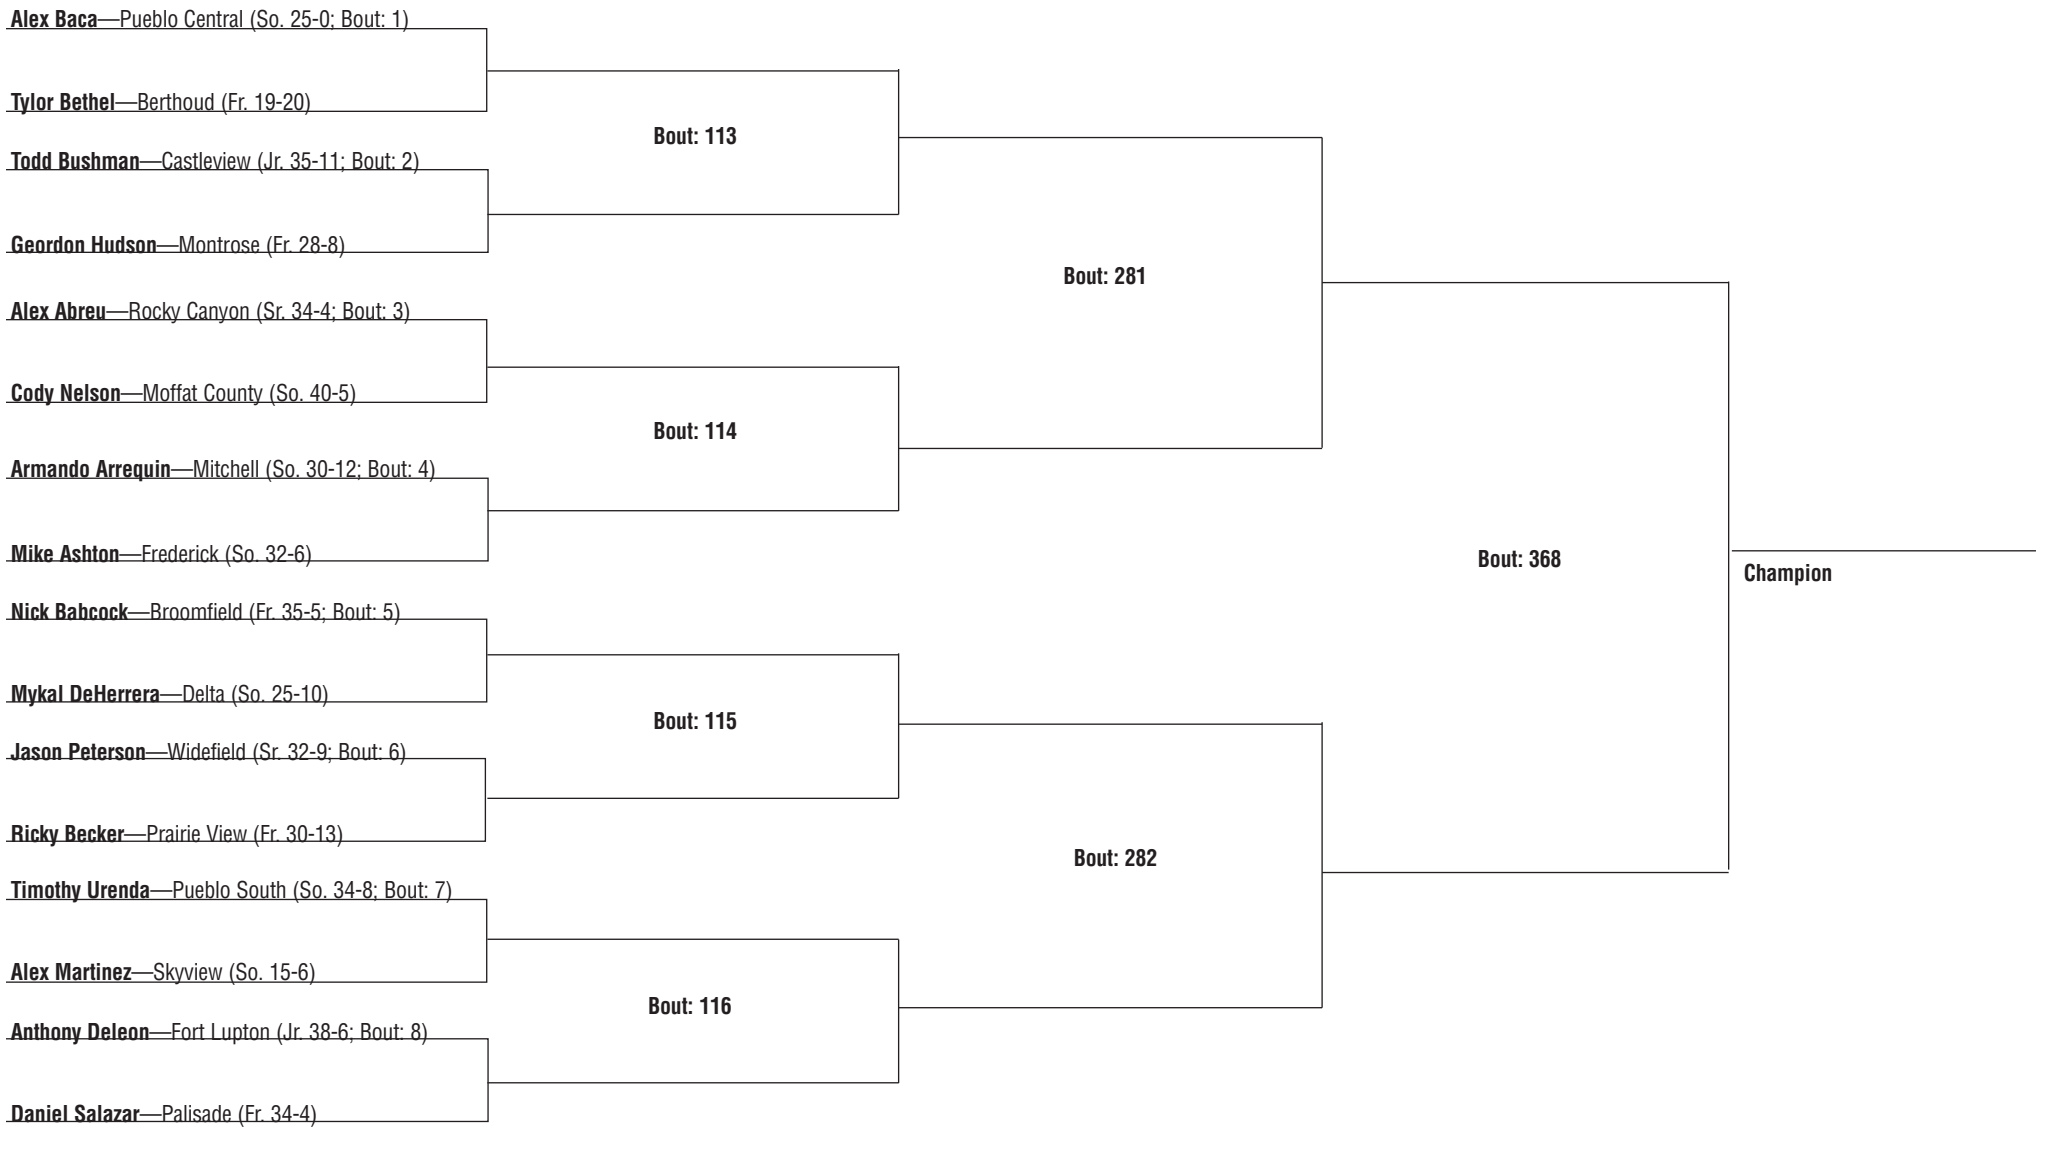 Alex Baca—Pueblo Central (So. 25-0; Bout: 1)
Tylor Bethel—Berthoud (Fr. 19-20)
Bout: 113
Todd Bushman—Castleview (Jr. 35-11; Bout: 2)
Geordon Hudson—Montrose (Fr. 28-8)
Bout: 281
Alex Abreu—Rocky Canyon (Sr. 34-4; Bout: 3)
Cody Nelson—Moffat County (So. 40-5)
Bout: 114
Armando Arrequin—Mitchell (So. 30-12; Bout: 4)
Mike Ashton—Frederick (So. 32-6)
Bout: 368
Champion
Nick Babcock—Broomfield (Fr. 35-5; Bout: 5)
Mykal DeHerrera—Delta (So. 25-10)
Bout: 115
Jason Peterson—Widefield (Sr. 32-9; Bout: 6)
Ricky Becker—Prairie View (Fr. 30-13)
Bout: 282
Timothy Urenda—Pueblo South (So. 34-8; Bout: 7)
Alex Martinez—Skyview (So. 15-6)
Bout: 116
Anthony Deleon—Fort Lupton (Jr. 38-6; Bout: 8)
Daniel Salazar—Palisade (Fr. 34-4)